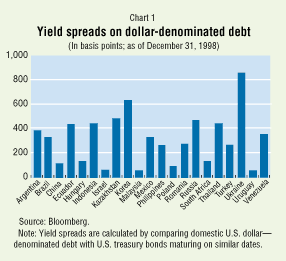 Chart 1
Yield spreads on dollar-denominated debt
(In basis points; as of December 31, 1998)
1,000
800
600
400
200
0
Argentina
Brazil
China
Ecuador
Hungary
Indonesia
Israel
Kazakhstan
Korea
Malaysia
Mexico
Philippines
Poland
Romania
Russia
South Africa
Thailand
Turkey
Ukraine
Uruguay
Venezuela
Source: Bloomberg.
Note: Yield spreads are calculated by comparing domestic U.S. dollar—
denominated debt with U.S. treasury bonds maturing on similar dates.